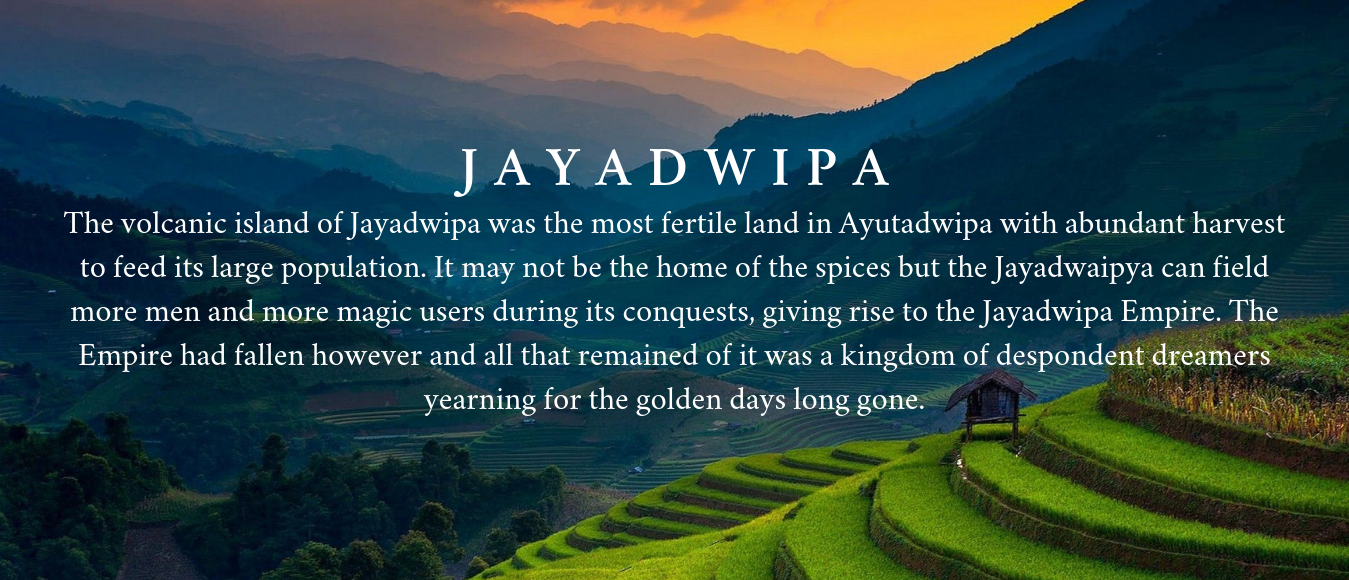 JAYADWIPA
The volcanic island of Jayadwipa was the most fertile land in Ayutadwipa with abundant harvest
to feed its large population. It may not be the home of the spices but the Jayadwaipya can field
more men and more magic users during its conquests, giving rise to the Jayadwipa Empire. The
Empire had fallen however and all that remained of it was a kingdom of despondent dreamers
yearning for the golden days long gone.